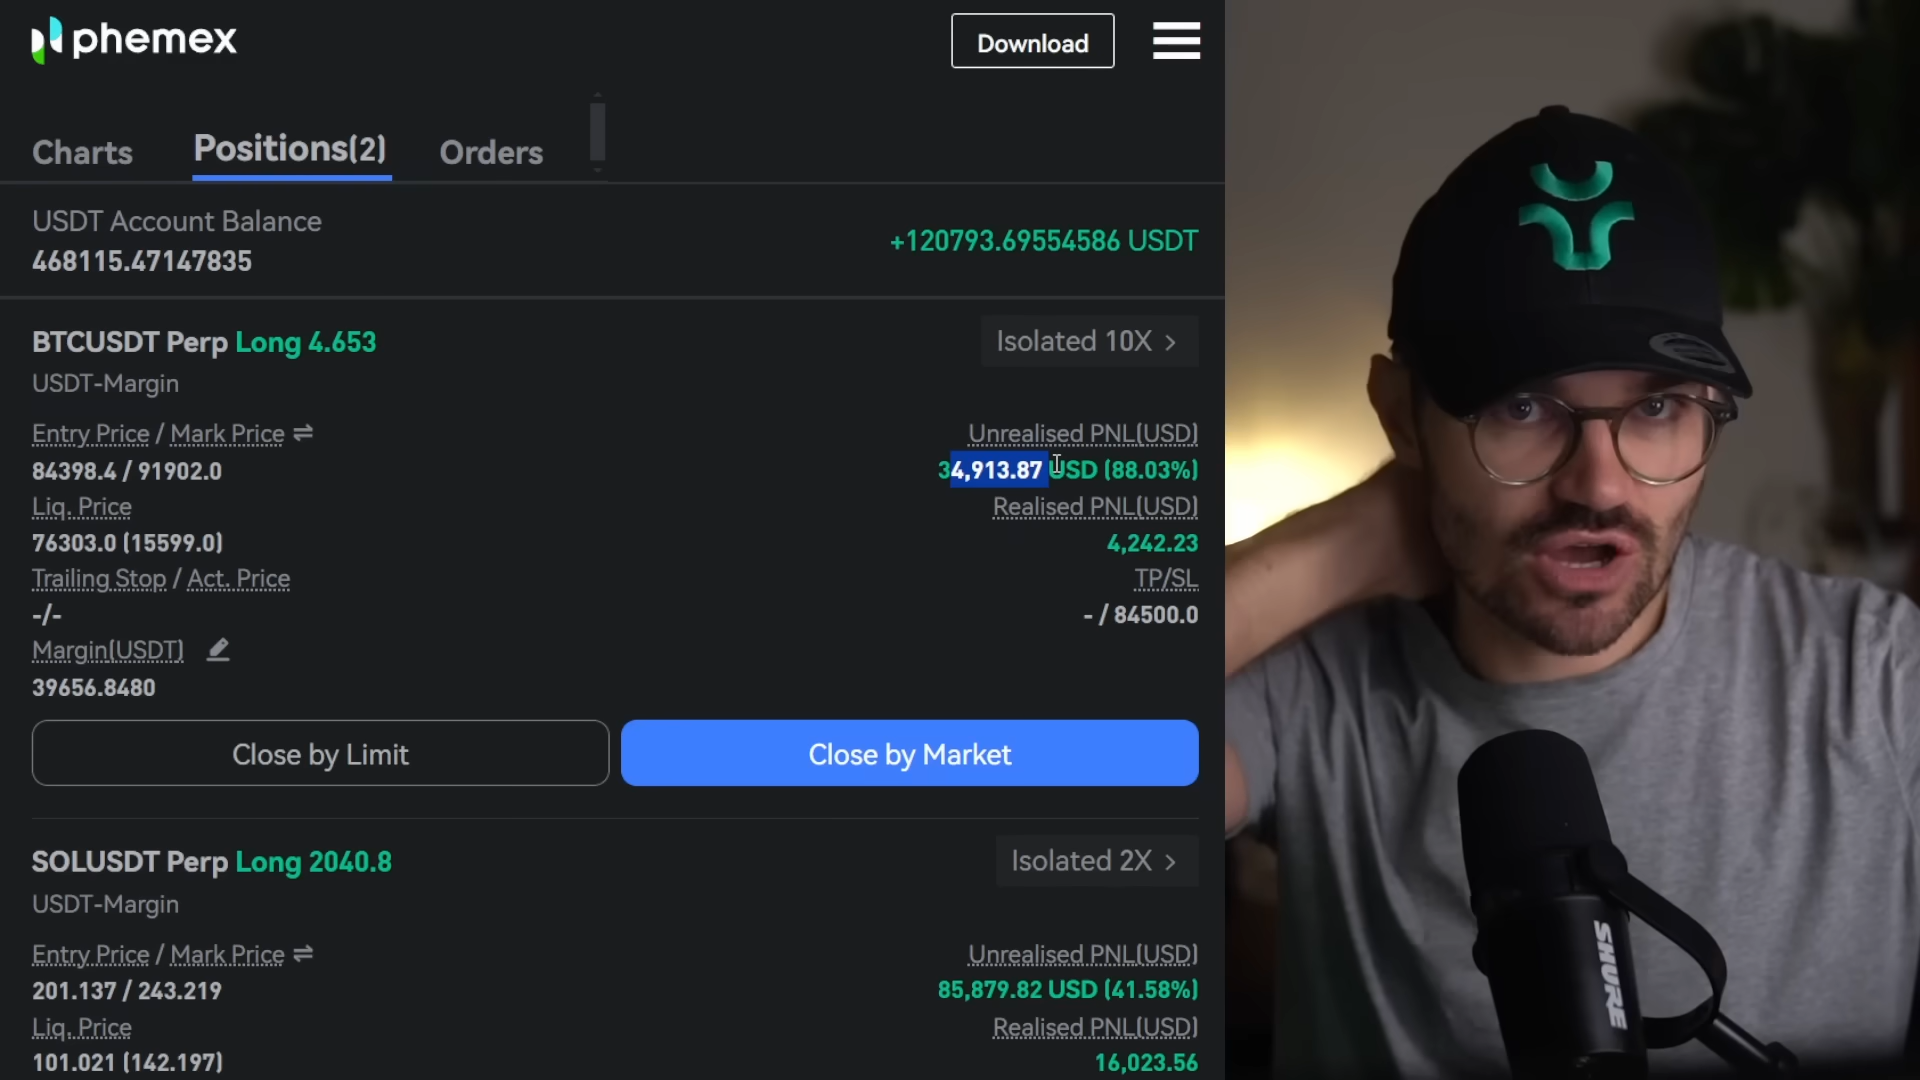 phemex
Download
Charts
Positions(2)
Orders
USDT Account Balance
468115.47147835
+120793.69554586 USDT
BTCUSDT Perp Long 4.653
Isolated 10X >
USDT-Margin
Entry Price / Mark Price ⇌
Unrealised PNL(USD)
84398.4 / 91902.0
34,913.87 USD (88.03%)
Liq. Price
Realised PNL(USD)
76303.0 (15599.0)
4,242.23
Trailing Stop / Act. Price
TP/SL
-/-
- / 84500.0
Margin(USDT)
39656.8480
Close by Limit
Close by Market
SOLUSDT Perp Long 2040.8
Isolated 2X >
USDT-Margin
Entry Price / Mark Price ⇌
Unrealised PNL(USD)
201.137 / 243.219
85,879.82 USD (41.58%)
Liq. Price
Realised PNL(USD)
101.021 (142.197)
16,023.56
SHURE